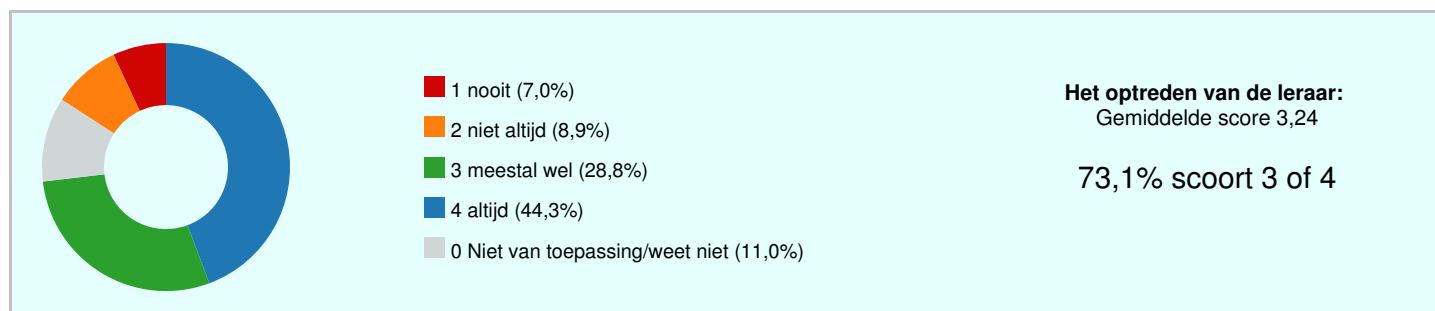 1 nooit (7,0%)
2 niet altijd (8,9%)
3 meestal wel (28,8%)
4 altijd (44,3%)
0 Niet van toepassing/weet niet (11,0%)
Het optreden van de leraar:
Gemiddelde score 3,24
73,1% scoort 3 of 4